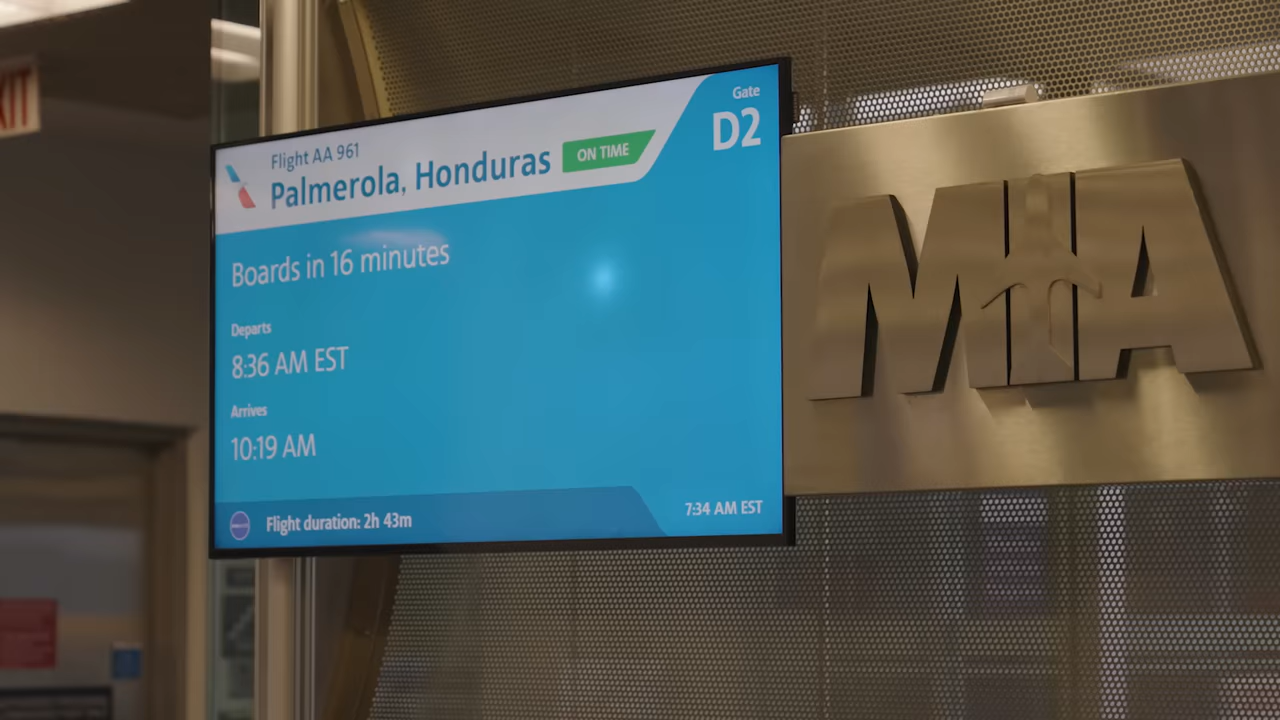 Flight AA 961
Palmerola, Honduras
ON TIME
Gate
D2
Boards in 16 minutes
Departs
8:36 AM EST
Arrives
10:19 AM
Flight duration: 2h 43m
7:34 AM EST
MIA